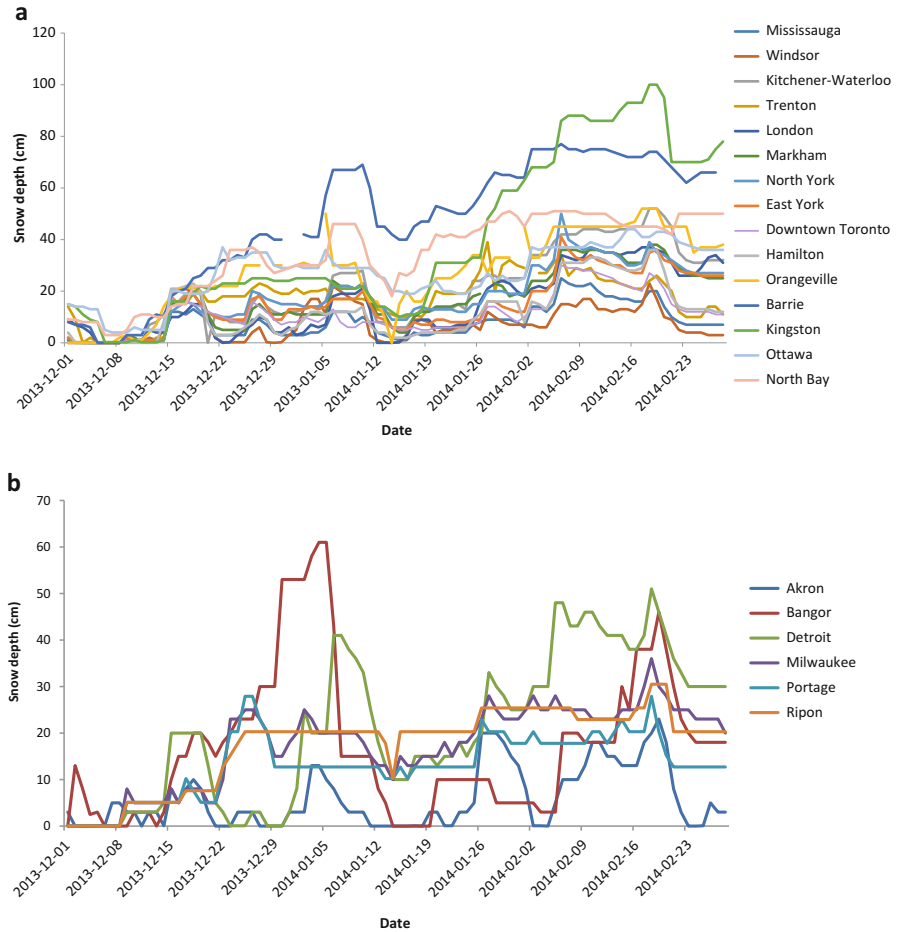 a
120
100
80
60
40
20
0
Snow depth (cm)
2013-12-01
2013-12-08
2013-12-15
2013-12-22
2013-12-29
2013-01-05
2014-01-12
2014-01-19
2014-01-26
2014-02-02
2014-02-09
2014-02-16
2014-02-23
Date
Mississauga
Windsor
Kitchener-Waterloo
Trenton
London
Markham
North York
East York
Downtown Toronto
Hamilton
Orangeville
Barrie
Kingston
Ottawa
North Bay
b
70
60
50
40
30
20
10
0
Snow depth (cm)
2013-12-01
2013-12-08
2013-12-15
2013-12-22
2013-12-29
2014-01-05
2014-01-12
2014-01-19
2014-01-26
2014-02-02
2014-02-09
2014-02-16
2014-02-23
Date
Akron
Bangor
Detroit
Milwaukee
Portage
Ripon